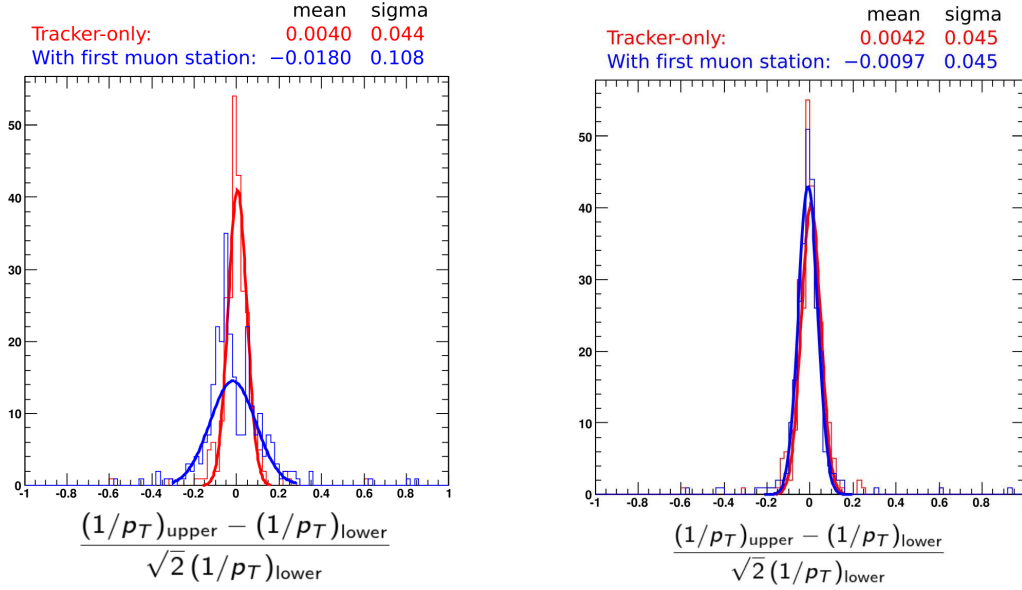 mean sigma
Tracker-only: 0.0040 0.044
With first muon station: −0.0180 0.108
50
40
30
20
10
0
-1 -0.8 -0.6 -0.4 -0.2 0 0.2 0.4 0.6 0.8 1
(1/p_T)_upper − (1/p_T)_lower
√2 (1/p_T)_lower
mean sigma
Tracker-only: 0.0042 0.045
With first muon station: −0.0097 0.045
50
40
30
20
10
0
-1 -0.8 -0.6 -0.4 -0.2 0 0.2 0.4 0.6 0.8
(1/p_T)_upper − (1/p_T)_lower
√2 (1/p_T)_lower